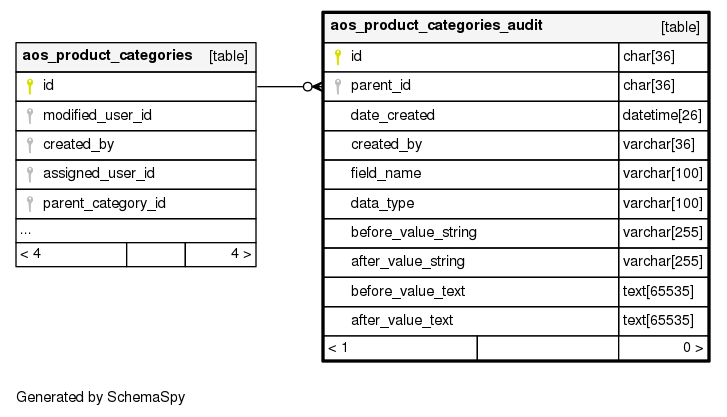 aos_product_categories [table]
id
modified_user_id
created_by
assigned_user_id
parent_category_id
...
< 4 4 >
aos_product_categories_audit [table]
id char[36]
parent_id char[36]
date_created datetime[26]
created_by varchar[36]
field_name varchar[100]
data_type varchar[100]
before_value_string varchar[255]
after_value_string varchar[255]
before_value_text text[65535]
after_value_text text[65535]
< 1 0 >
Generated by SchemaSpy